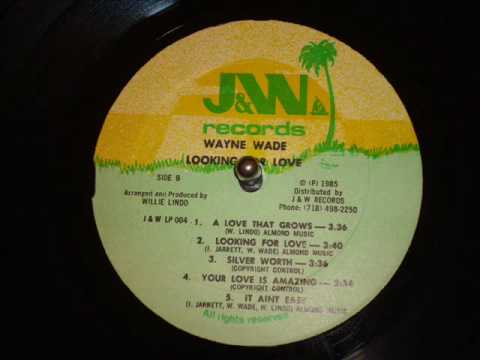 J&W
records
WAYNE WADE
LOOKING LOVE
SIDE B
Arranged and Produced by
WILLIE LINDO
© (P) 1985
Distributed by
J & W RECORDS
Phone: (718) 498-2250
J & W LP 004
1. A LOVE THAT GROWS — 3.36
(W. LINDO) ALMOND MUSIC
2. LOOKING FOR LOVE — 3:40
(I. JARRETT, W. WADE) ALMOND MUSIC
3. SILVER WORTH — 3:36
(COPYRIGHT CONTROL)
4. YOUR LOVE IS AMAZING —
(COPYRIGHT CONTROL)
5. IT AINT
(I. JARRETT, W. WADE, W. LINDO) ALMOND MUSIC
All rights reserved